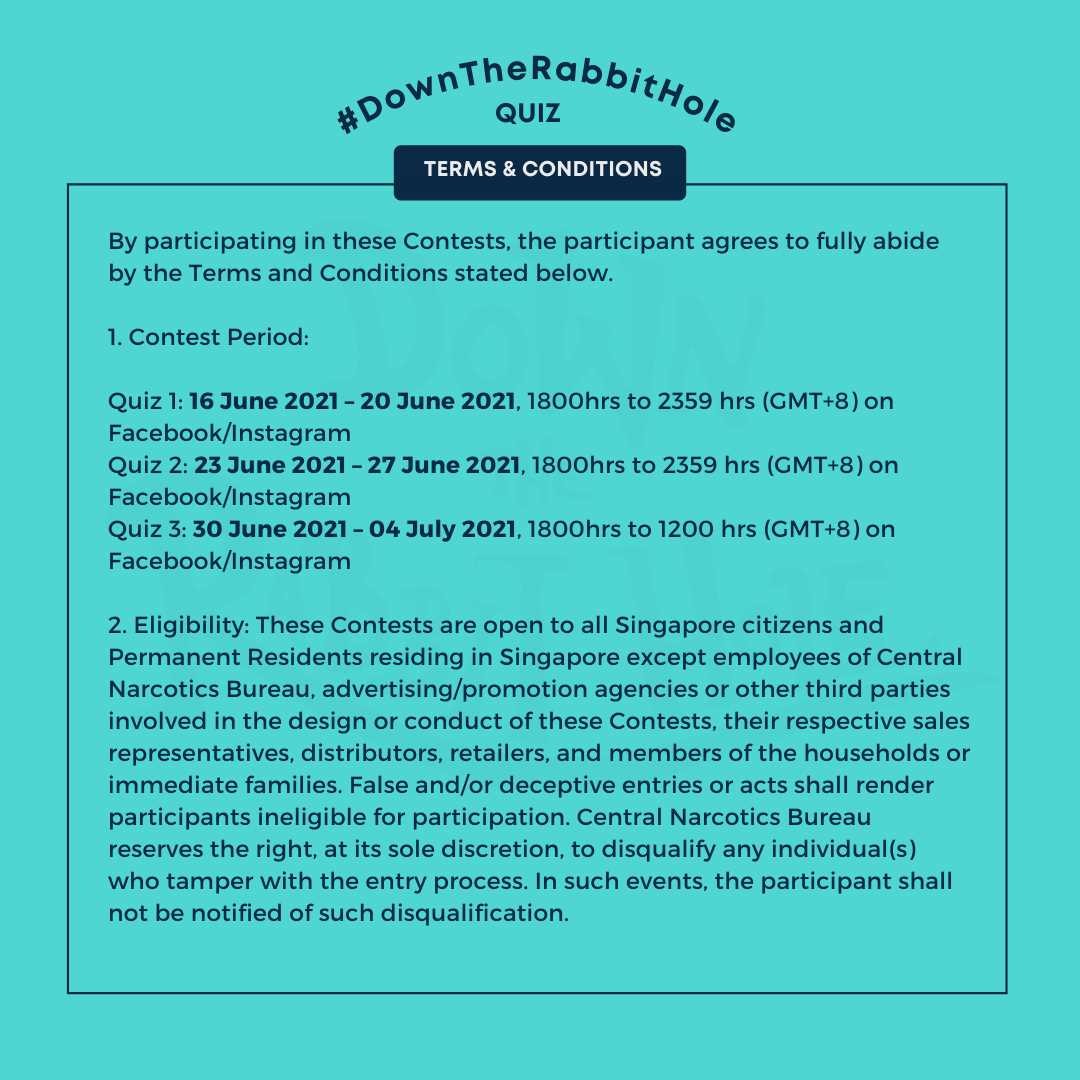 #DownTheRabbitHole
QUIZ
TERMS & CONDITIONS
By participating in these Contests, the participant agrees to fully abide
by the Terms and Conditions stated below.
1. Contest Period:
Quiz 1: 16 June 2021 – 20 June 2021, 1800hrs to 2359 hrs (GMT+8) on
Facebook/Instagram
Quiz 2: 23 June 2021 – 27 June 2021, 1800hrs to 2359 hrs (GMT+8) on
Facebook/Instagram
Quiz 3: 30 June 2021 – 04 July 2021, 1800hrs to 1200 hrs (GMT+8) on
Facebook/Instagram
2. Eligibility: These Contests are open to all Singapore citizens and
Permanent Residents residing in Singapore except employees of Central
Narcotics Bureau, advertising/promotion agencies or other third parties
involved in the design or conduct of these Contests, their respective sales
representatives, distributors, retailers, and members of the households or
immediate families. False and/or deceptive entries or acts shall render
participants ineligible for participation. Central Narcotics Bureau
reserves the right, at its sole discretion, to disqualify any individual(s)
who tamper with the entry process. In such events, the participant shall
not be notified of such disqualification.
DOWN
THE
RABBIT HOLE